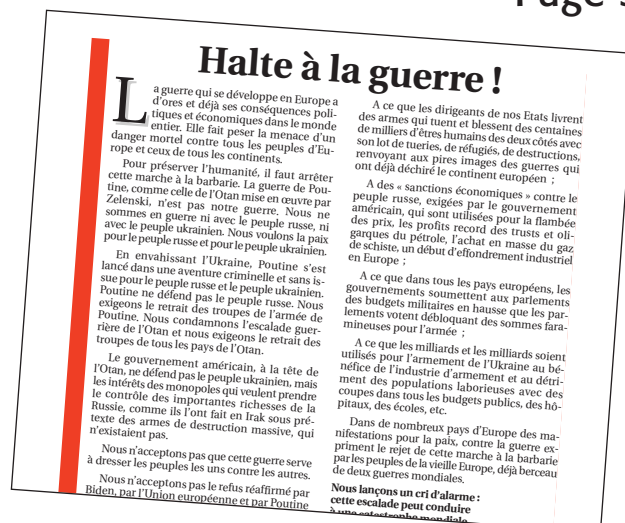 Page
Halte à la guerre !
La guerre qui se développe en Europe a
d'ores et déjà ses conséquences poli-
tiques et économiques dans le monde
entier. Elle fait peser la menace d'un
danger mortel contre tous les peuples d'Eu-
rope et ceux de tous les continents.
Pour préserver l'humanité, il faut arrêter
cette marche à la barbarie. La guerre de Pou-
tine, comme celle de l'Otan mise en œuvre par
Zelenski, n'est pas notre guerre. Nous ne
sommes en guerre ni avec le peuple russe, ni
avec le peuple ukrainien. Nous voulons la paix
pour le peuple russe et pour le peuple ukrainien.
En envahissant l'Ukraine, Poutine s'est
lancé dans une aventure criminelle et sans is-
sue pour le peuple russe et le peuple ukrainien.
Poutine ne défend pas le peuple russe. Nous
exigeons le retrait des troupes de l'armée de
Poutine. Nous condamnons l'escalade guer-
rière de l'Otan et nous exigeons le retrait des
troupes de tous les pays de l'Otan.
Le gouvernement américain, à la tête de
l'Otan, ne défend pas le peuple ukrainien, mais
les intérêts des monopoles qui veulent prendre
le contrôle des importantes richesses de la
Russie, comme ils l'ont fait en Irak sous pré-
texte des armes de destruction massive, qui
n'existaient pas.
Nous n'acceptons pas que cette guerre serve
à dresser les peuples les uns contre les autres.
Nous n'acceptons pas le refus réaffirmé par
Biden, par l'Union européenne et par Poutine
A ce que les dirigeants de nos Etats livrent
des armes qui tuent et blessent des centaines
de milliers d'êtres humains des deux côtés avec
son lot de tueries, de réfugiés, de destructions,
renvoyant aux pires images des guerres qui
ont déjà déchiré le continent européen ;
A des « sanctions économiques » contre le
peuple russe, exigées par le gouvernement
américain, qui sont utilisées pour la flambée
des prix, les profits record des trusts et oli-
garques du pétrole, l'achat en masse du gaz
de schiste, un début d'effondrement industriel
en Europe ;
A ce que dans tous les pays européens, les
gouvernements soumettent aux parlements
des budgets militaires en hausse que les par-
lements votent débloquant des sommes fara-
mineuses pour l'armée ;
A ce que les milliards et les milliards soient
utilisés pour l'armement de l'Ukraine au bé-
néfice de l'industrie d'armement et au détri-
ment des populations laborieuses avec des
coupes dans tous les budgets publics, des hô-
pitaux, des écoles, etc.
Dans de nombreux pays d'Europe des ma-
nifestations pour la paix, contre la guerre ex-
priment le rejet de cette marche à la barbarie
par les peuples de la vieille Europe, déjà berceau
de deux guerres mondiales.
Nous lançons un cri d'alarme :
cette escalade peut conduire
à une catastrophe mondiale